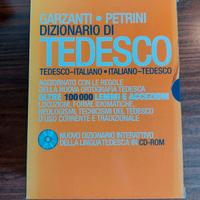 GARZANTI • PETRINI
DIZIONARIO DI
TEDESCO
TEDESCO–ITALIANO • ITALIANO–TEDESCO
AGGIORNATO CON LE REGOLE
DELLA NUOVA ORTOGRAFIA TEDESCA
OLTRE 100000 LEMMI E ACCEZIONI
LOCUZIONI, FORME IDIOMATICHE,
NEOLOGISMI, TECNICISMI DEL TEDESCO
D'USO CORRENTE E TRADIZIONALE
NUOVO DIZIONARIO INTERATTIVO
DELLA LINGUA TEDESCA IN CD-ROM